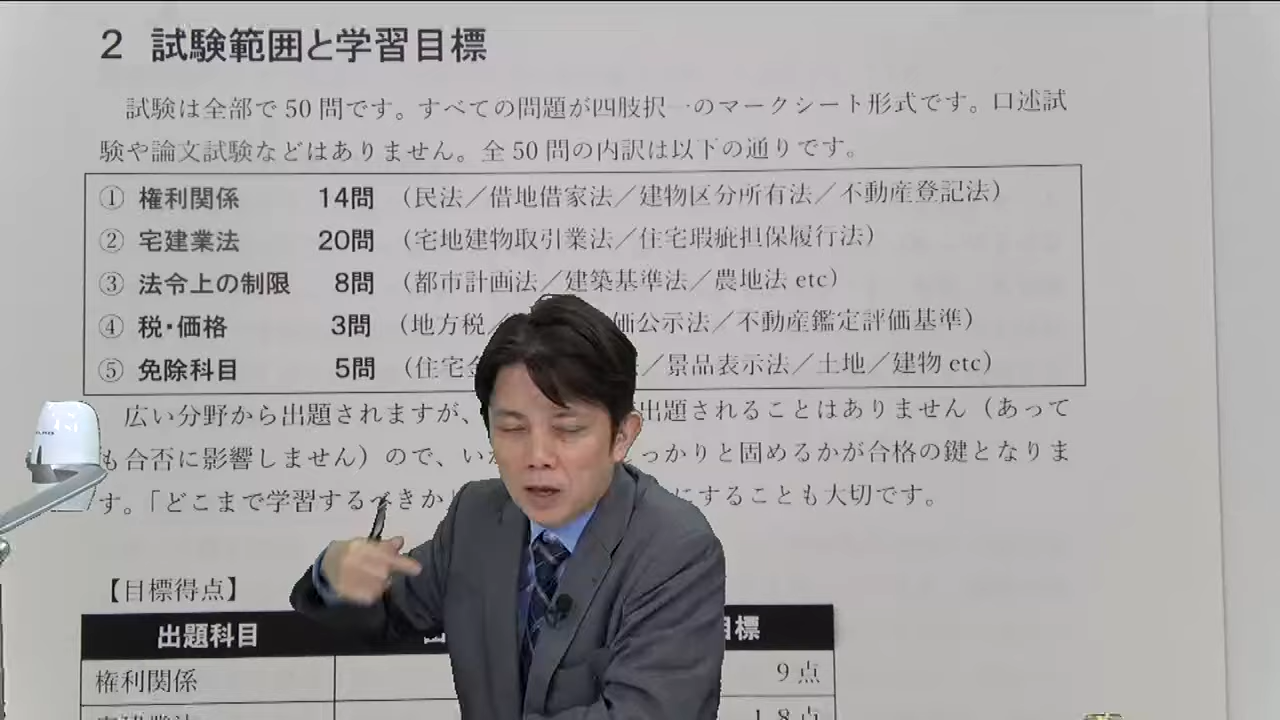 2 試験範囲と学習目標
試験は全部で50問です。すべての問題が四肢択一のマークシート形式です。口述試
験や論文試験などはありません。全50問の内訳は以下の通りです。
① 権利関係 14問 (民法／借地借家法／建物区分所有法／不動産登記法)
② 宅建業法 20問 (宅地建物取引業法／住宅瑕疵担保履行法)
③ 法令上の制限 8問 (都市計画法／建築基準法／農地法 etc)
④ 税・価格 3問 (地方税／ 価公示法／不動産鑑定評価基準)
⑤ 免除科目 5問 (住宅金 ／景品表示法／土地／建物 etc)
広い分野から出題されますが、 出題されることはありません（あって
も合否に影響しません）ので、い っかりと固めるかが合格の鍵となりま
す。「どこまで学習するべきか にすることも大切です。
【目標得点】
出題科目 目標
権利関係 9点
18点